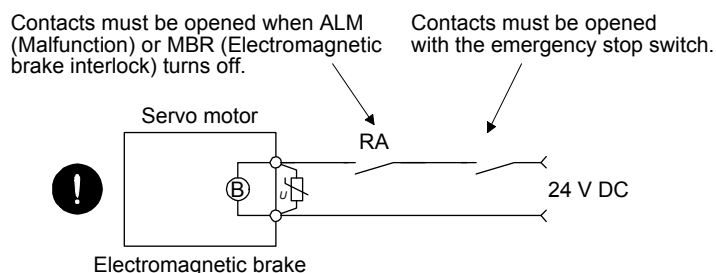 Contacts must be opened when ALM
(Malfunction) or MBR (Electromagnetic
brake interlock) turns off.
Contacts must be opened
with the emergency stop switch.
Servo motor
RA
B
U
24 V DC
Electromagnetic brake